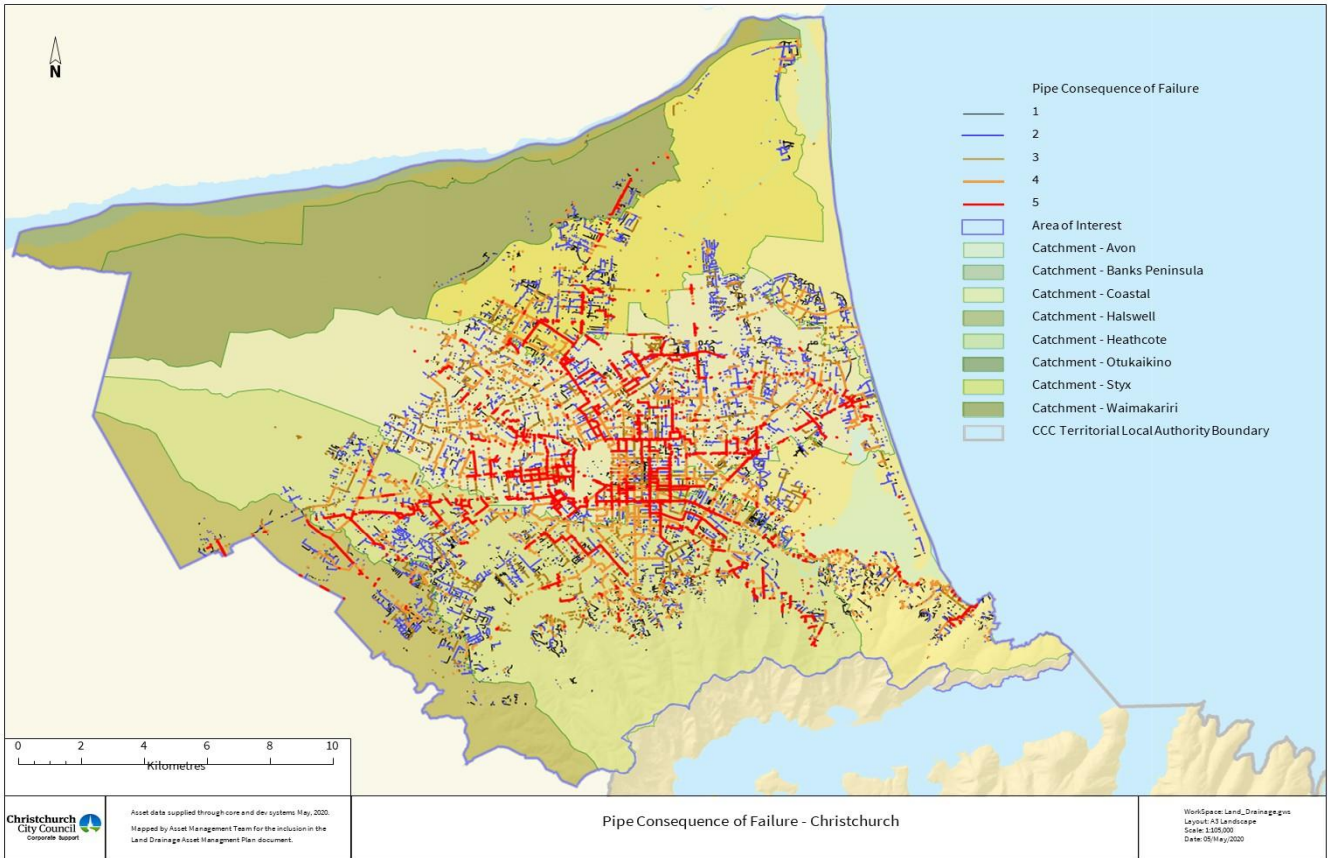 N
Pipe Consequence of Failure
1
2
3
4
5
Area of Interest
Catchment - Avon
Catchment - Banks Peninsula
Catchment - Coastal
Catchment - Halswell
Catchment - Heathcote
Catchment - Otukaikino
Catchment - Styx
Catchment - Waimakariri
CCC Territorial Local Authority Boundary
0 2 4 6 8 10
Kilometres
Christchurch
City Council
Corporate Support
Asset data supplied through core and dev systems May, 2020.
Mapped by Asset Management Team for the inclusion in the
Land Drainage Asset Managment Plan document.
Pipe Consequence of Failure - Christchurch
WorkSpace: Land_Drainage.gws
Layout: A3 Landscape
Scale: 1:105,000
Date: 05/May/2020